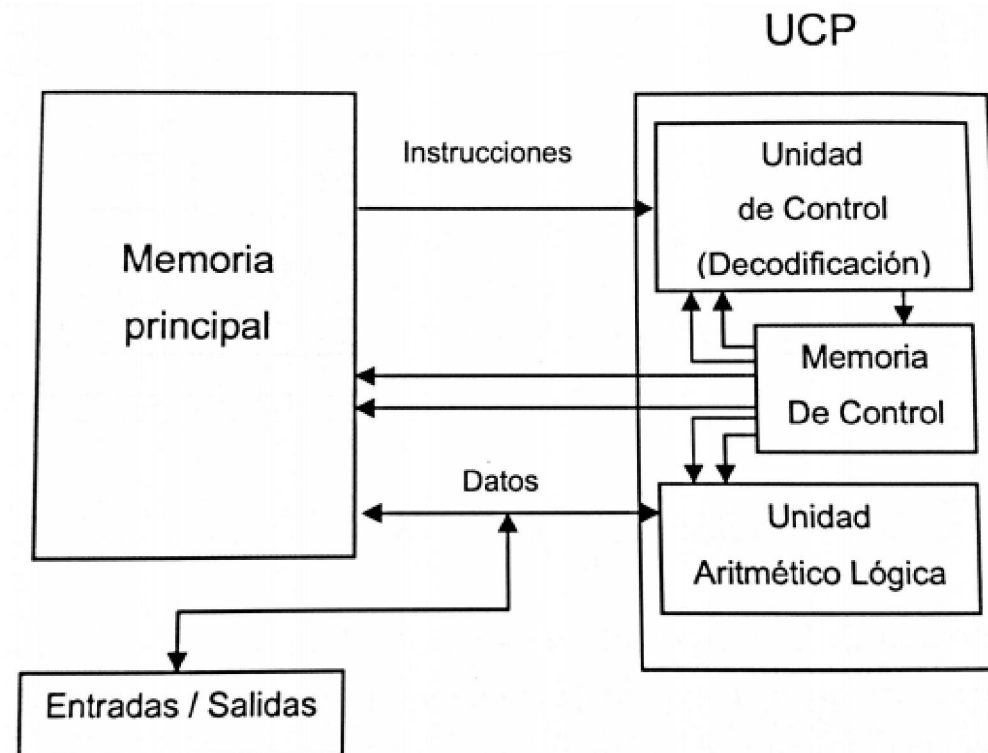 UCP
Memoria
principal
Instrucciones
Unidad
de Control
(Decodificación)
Memoria
De Control
Datos
Unidad
Aritmético Lógica
Entradas / Salidas